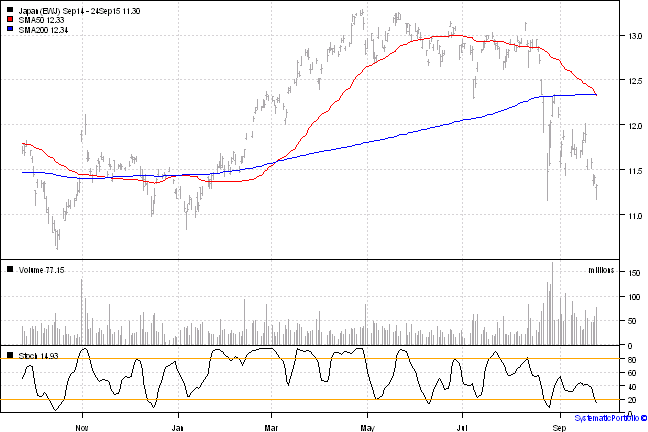 Japan (EWJ) Sep14 - 24Sep15 11.30
SMA50 12.33
SMA200 12.34
13.0
12.5
12.0
11.5
11.0
Volume 77.15
millions
150
100
50
0
Stoch 14.93
80
60
40
20
0
Nov
Jan
Mar
May
Jul
Sep
SystematicPortfolio ©